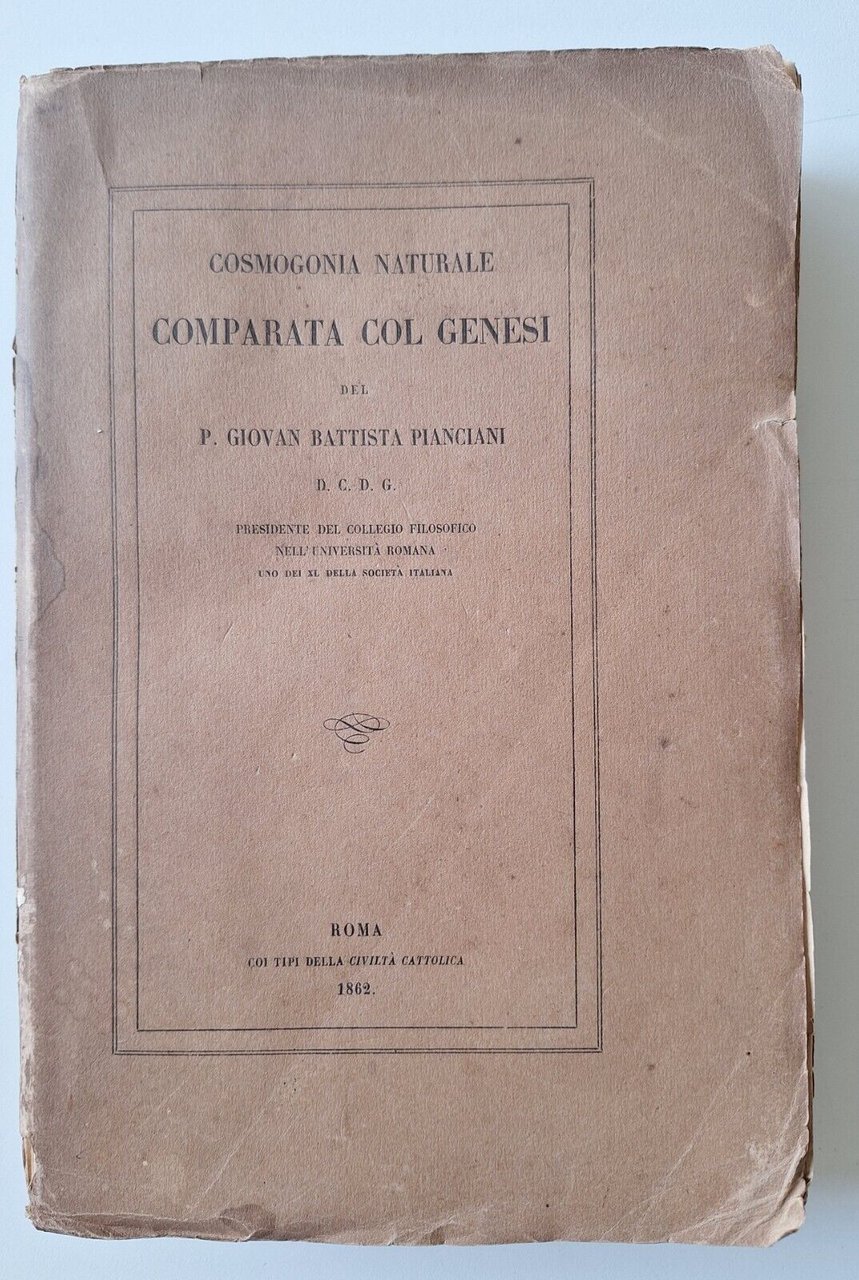 COSMOGONIA NATURALE
COMPARATA COL GENESI
DEL
P. GIOVAN BATTISTA PIANCIANI
D. C. D. G.
PRESIDENTE DEL COLLEGIO FILOSOFICO
NELL'UNIVERSITÀ ROMANA
UNO DEI XL DELLA SOCIETÀ ITALIANA
ROMA
COI TIPI DELLA CIVILTÀ CATTOLICA
1862.